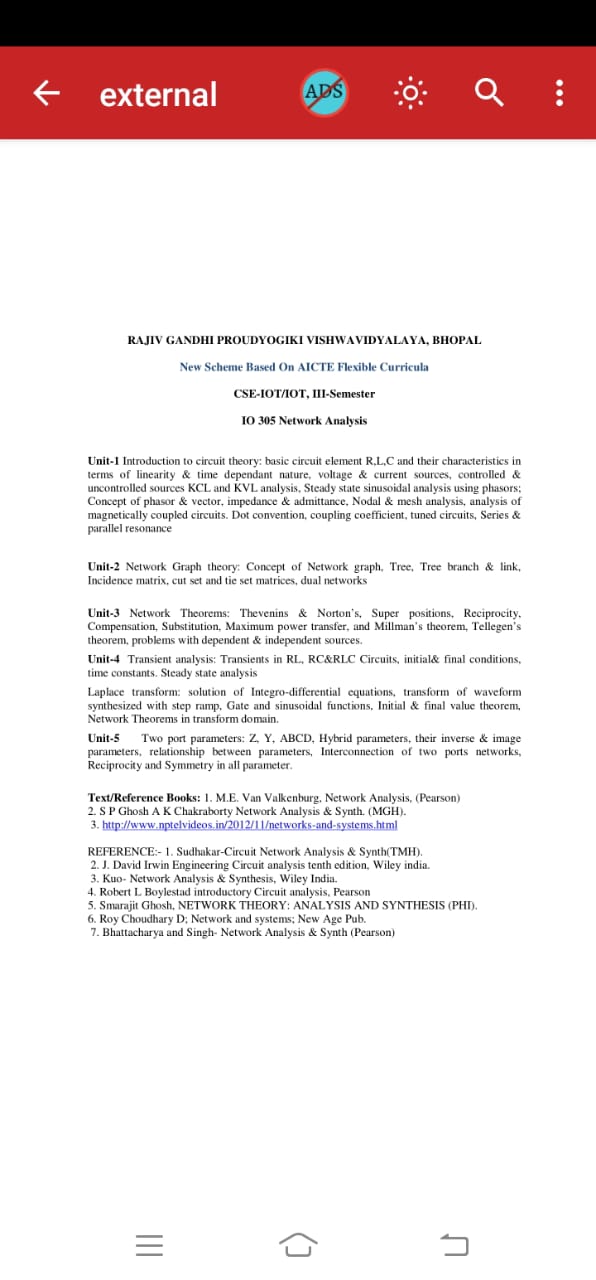 external
ADS
RAJIV GANDHI PROUDYOGIKI VISHWAVIDYALAYA, BHOPAL
New Scheme Based On AICTE Flexible Curricula
CSE-IOT/IOT, III-Semester
IO 305 Network Analysis
Unit-1 Introduction to circuit theory: basic circuit element R,L,C and their characteristics in
terms of linearity & time dependant nature, voltage & current sources, controlled &
uncontrolled sources KCL and KVL analysis, Steady state sinusoidal analysis using phasors;
Concept of phasor & vector, impedance & admittance, Nodal & mesh analysis, analysis of
magnetically coupled circuits. Dot convention, coupling coefficient, tuned circuits, Series &
parallel resonance
Unit-2 Network Graph theory: Concept of Network graph, Tree, Tree branch & link,
Incidence matrix, cut set and tie set matrices, dual networks
Unit-3 Network Theorems: Thevenins & Norton's, Super positions, Reciprocity,
Compensation, Substitution, Maximum power transfer, and Millman's theorem, Tellegen's
theorem, problems with dependent & independent sources.
Unit-4 Transient analysis: Transients in RL, RC&RLC Circuits, initial& final conditions,
time constants. Steady state analysis
Laplace transform: solution of Integro-differential equations, transform of waveform
synthesized with step ramp, Gate and sinusoidal functions, Initial & final value theorem,
Network Theorems in transform domain.
Unit-5 Two port parameters: Z, Y, ABCD, Hybrid parameters, their inverse & image
parameters, relationship between parameters, Interconnection of two ports networks,
Reciprocity and Symmetry in all parameter.
Text/Reference Books: 1. M.E. Van Valkenburg, Network Analysis, (Pearson)
2. S P Ghosh A K Chakraborty Network Analysis & Synth. (MGH).
3. http://www.nptelvideos.in/2012/11/networks-and-systems.html
REFERENCE:- 1. Sudhakar-Circuit Network Analysis & Synth(TMH).
2. J. David Irwin Engineering Circuit analysis tenth edition, Wiley india.
3. Kuo- Network Analysis & Synthesis, Wiley India.
4. Robert L Boylestad introductory Circuit analysis, Pearson
5. Smarajit Ghosh, NETWORK THEORY: ANALYSIS AND SYNTHESIS (PHI).
6. Roy Choudhary D; Network and systems; New Age Pub.
7. Bhattacharya and Singh- Network Analysis & Synth (Pearson)